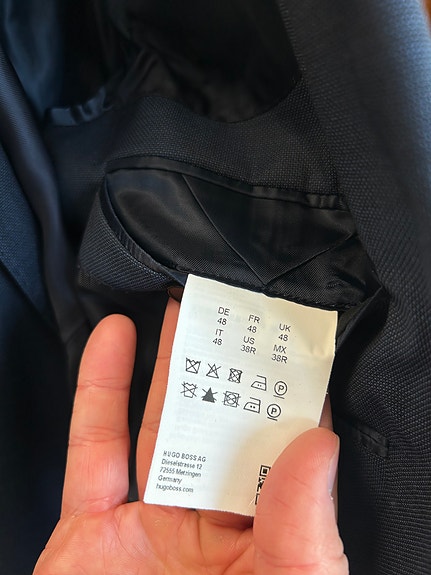 DE FR UK
48 48 48
IT US MX
48 38R 38R
P
P
HUGO BOSS AG
Dieselstrasse 12
72555 Metzingen
Germany
hugoboss.com